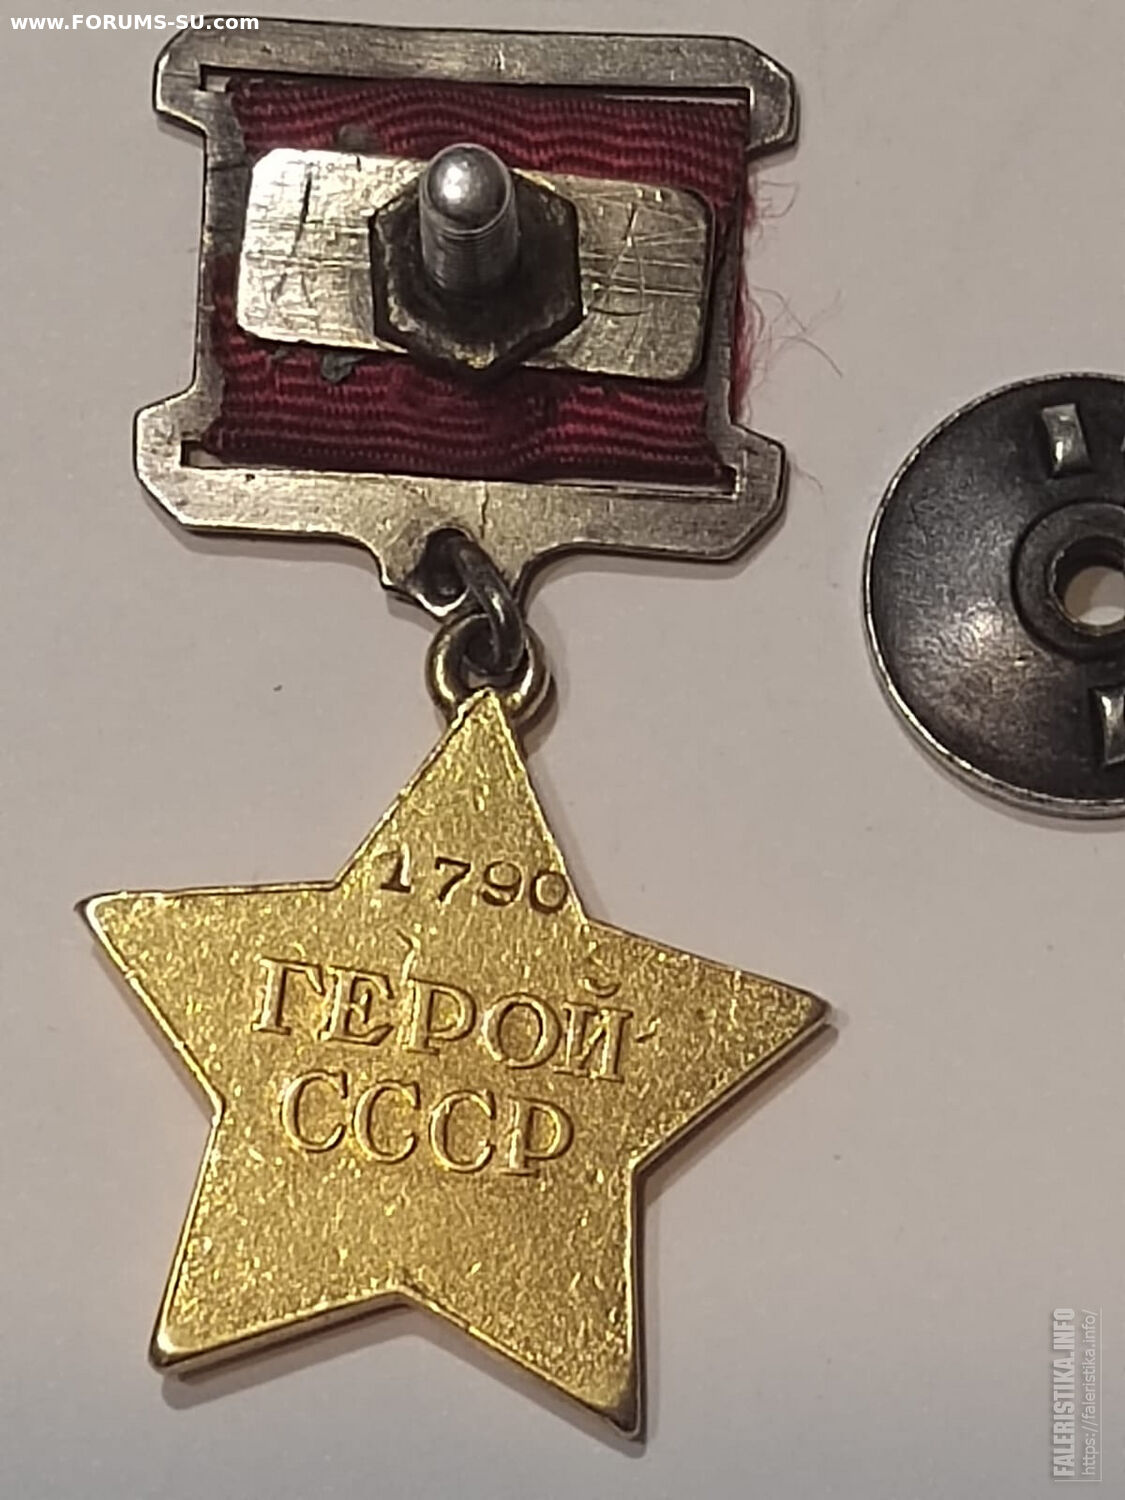 www.FORUMS-SU.com
1790
ГЕРОЙ
СССР
FALERISTIKA.INFO
https://faleristika.info/